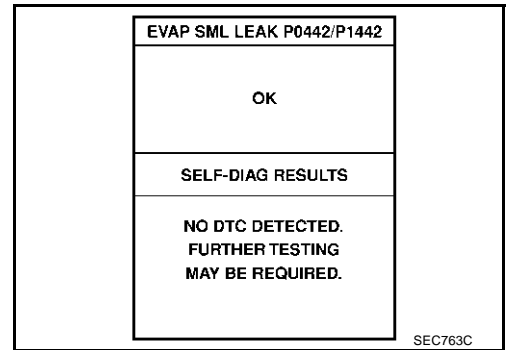 EVAP SML LEAK P0442/P1442
OK
SELF-DIAG RESULTS
NO DTC DETECTED.
FURTHER TESTING
MAY BE REQUIRED.
SEC763C